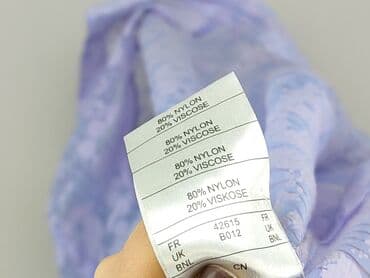 80% NYLON
20% VISCOSE
80% NYLON
20% VISCOSE
80% NYLON
20% VISCOSE
80% NYLON
20% VISKOSE
FR 42615 FR
UK B012 UK
BNL BNL
CN